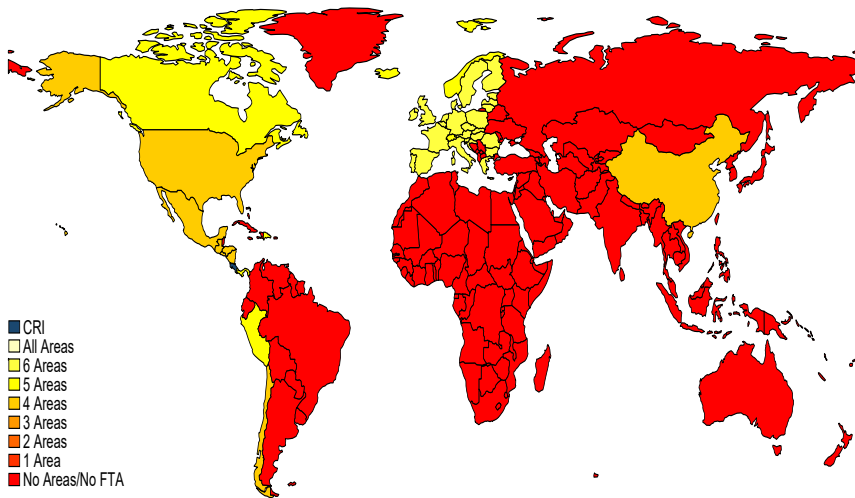 CRI
All Areas
6 Areas
5 Areas
4 Areas
3 Areas
2 Areas
1 Area
No Areas/No FTA